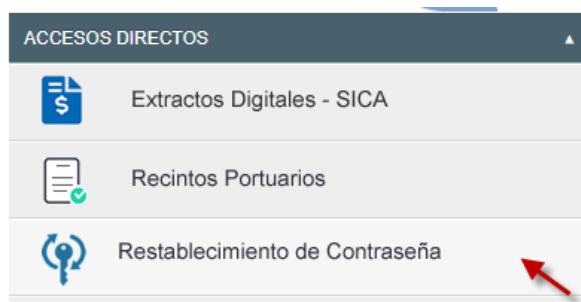 ACCESOS DIRECTOS
$
Extractos Digitales - SICA
Recintos Portuarios
Restablecimiento de Contraseña